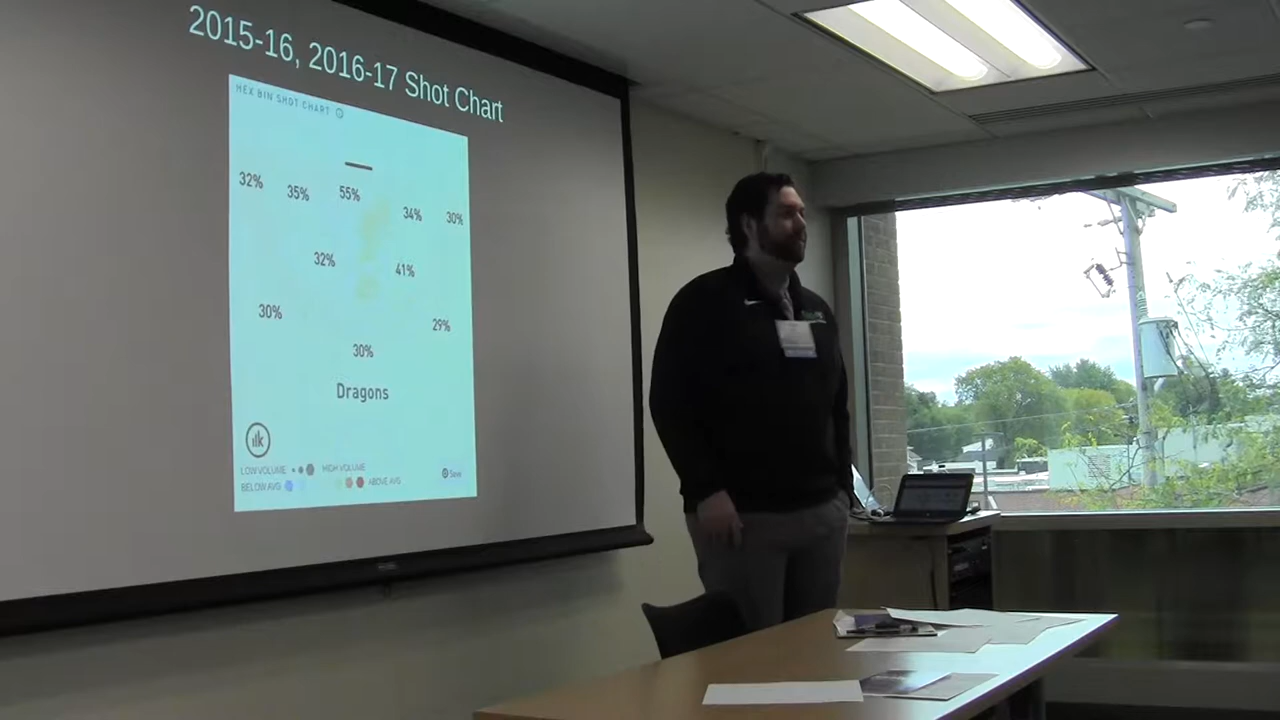 2015-16, 2016-17 Shot Chart
HEX BIN SHOT CHART
32% 35% 55% 34% 30%
32% 41%
30% 29%
30%
Dragons
k
LOW VOLUME HIGH VOLUME
BELOW AVG ABOVE AVG
Save